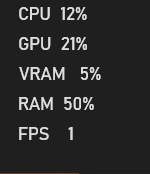 CPU 12%
GPU 21%
VRAM 5%
RAM 50%
FPS 1